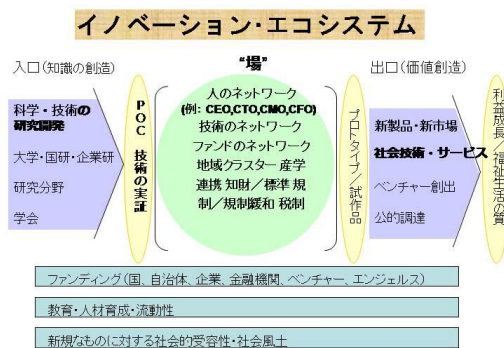 イノベーション・エコシステム
入口(知識の創造)
科学・技術の
研究開発
大学・国研・企業研
研究分野
学会
POC 技術の実証
“場”
人のネットワーク
(例: CEO,CTO,CMO,CFO)
技術のネットワーク
ファンドのネットワーク
地域クラスター 産学
連携 知財/標準 規
制/規制緩和 税制
プロトタイプ/試作品
出口(価値創造)
新製品・新市場
社会技術・サービス
ベンチャー創出
公的調達
利益成長/福祉生活の質
ファンディング(国、自治体、企業、金融機関、ベンチャー、エンジェルス)
教育・人材育成・流動性
新規なものに対する社会的受容性・社会風土